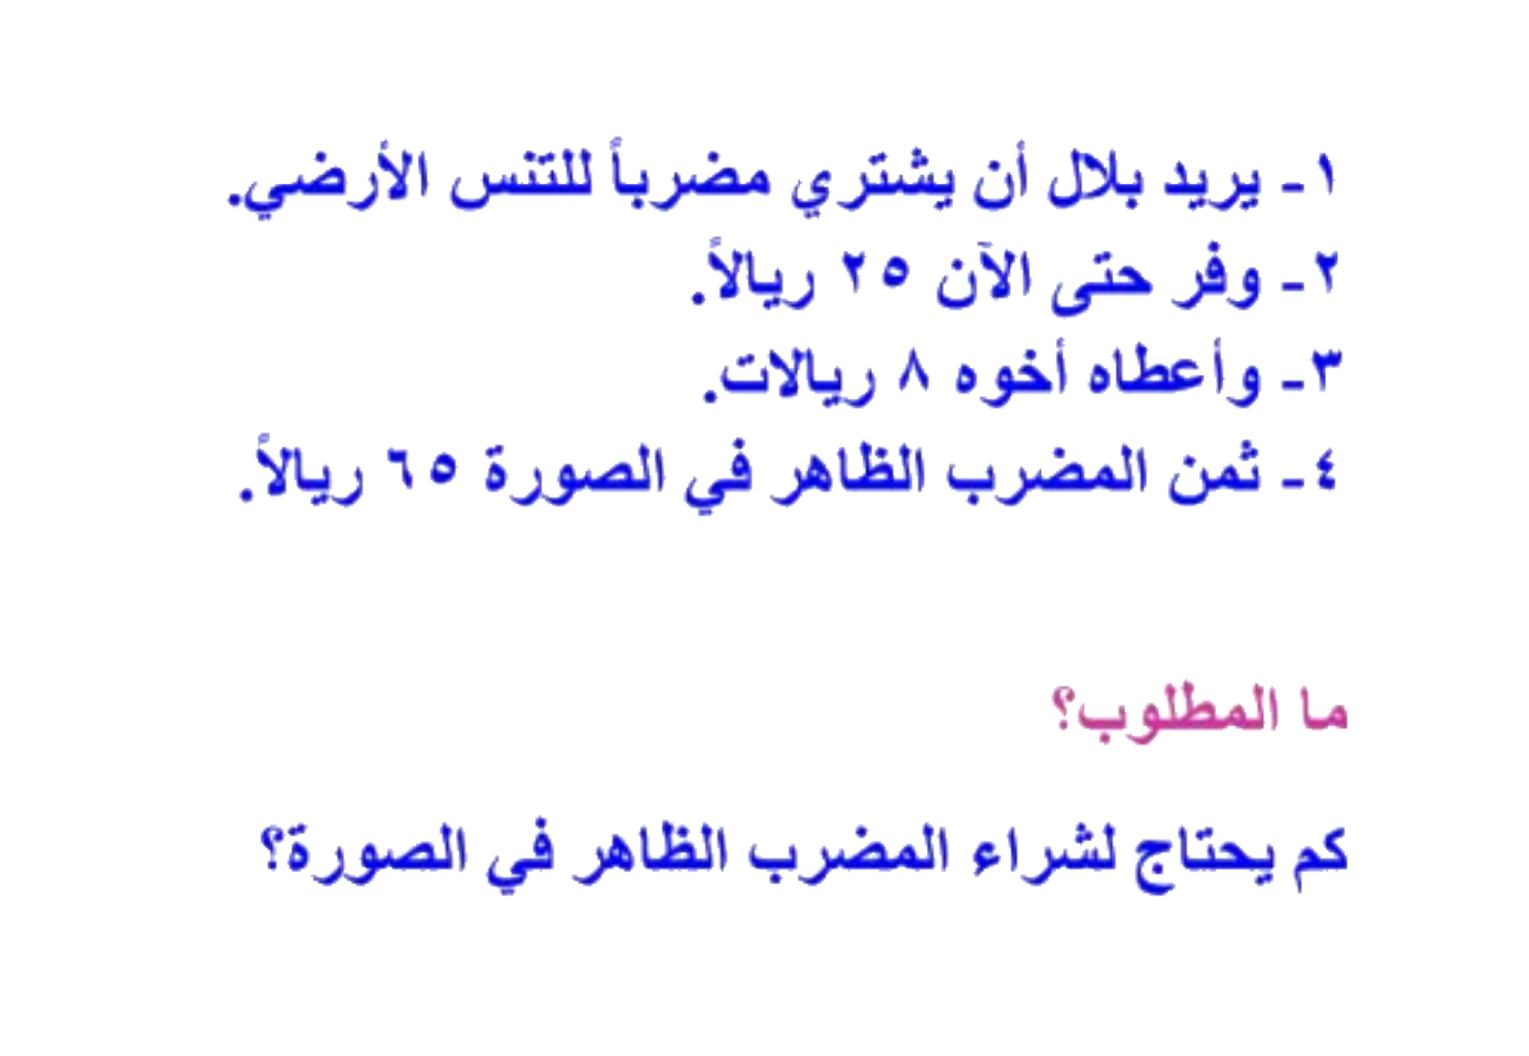 ١- يريد بلال أن يشتري مضرباً للتنس الأرضي.
٢- وفر حتى الآن ٢٥ ريالاً.
٣- وأعطاه أخوه ٨ ريالات.
٤- ثمن المضرب الظاهر في الصورة ٦٥ ريالاً.
ما المطلوب؟
كم يحتاج لشراء المضرب الظاهر في الصورة؟